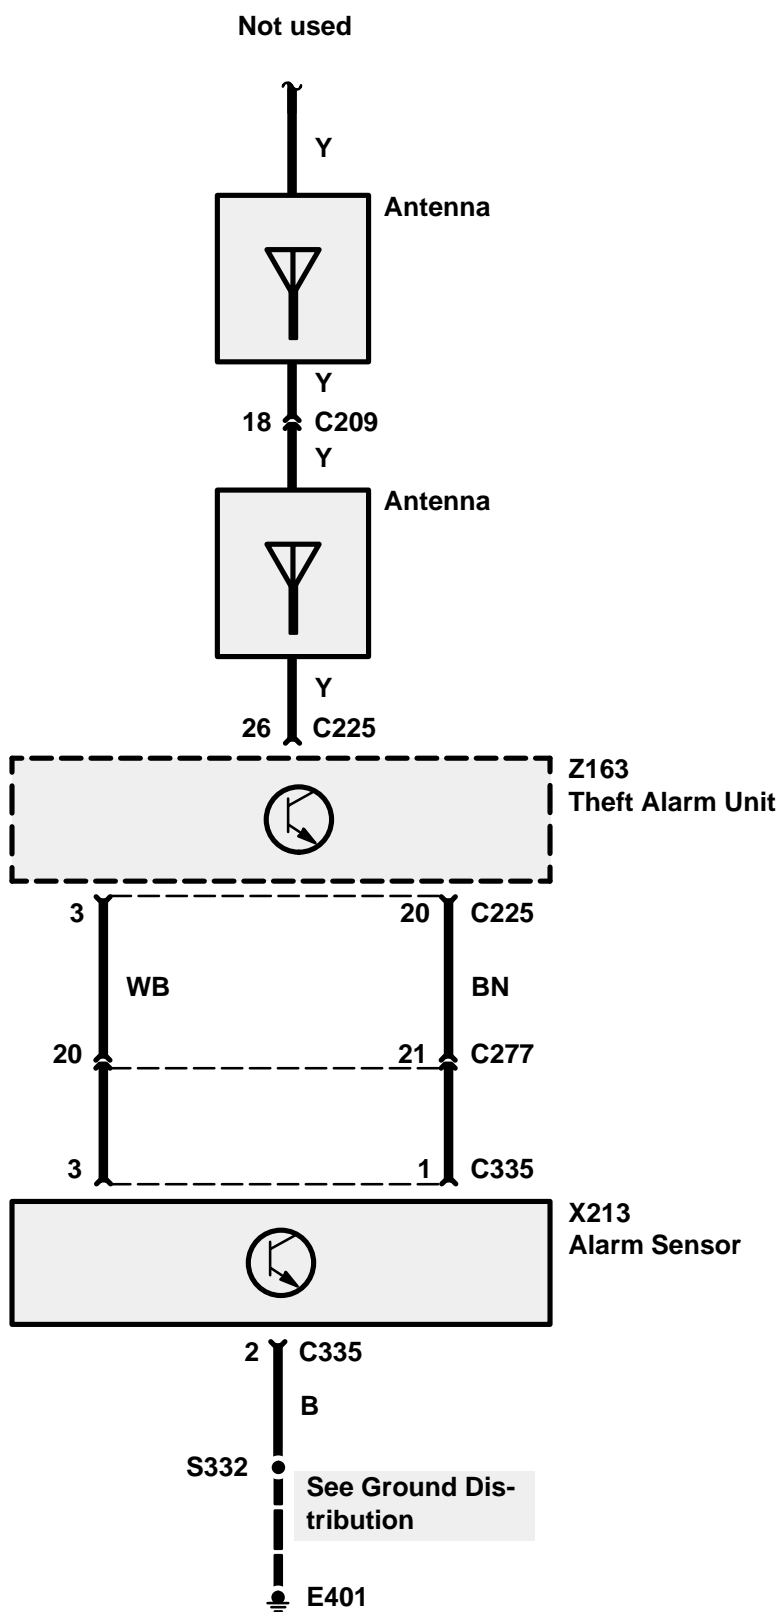 Not used
Y
Antenna
Y
18 C209
Y
Antenna
Y
26 C225
Z163
Theft Alarm Unit
3 20 C225
WB BN
20 21 C277
3 1 C335
X213
Alarm Sensor
2 C335
B
S332
See Ground Dis-
tribution
E401